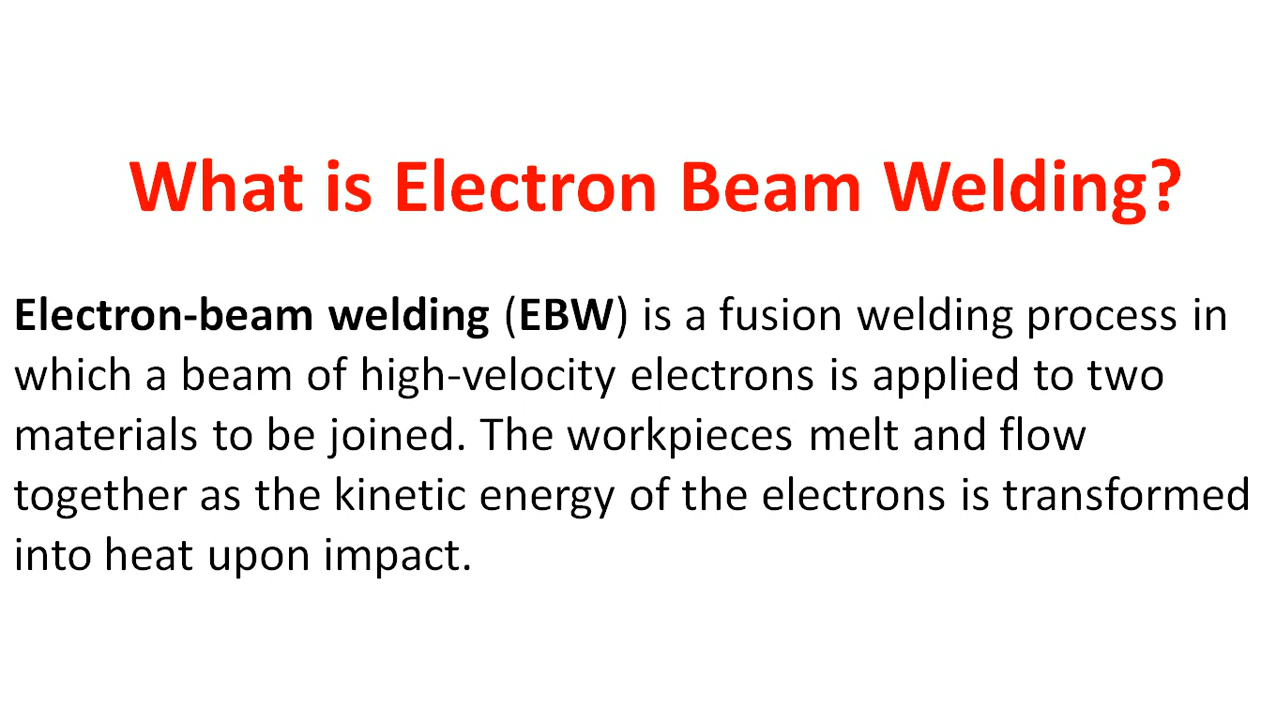 What is Electron Beam Welding?
Electron-beam welding (EBW) is a fusion welding process in
which a beam of high-velocity electrons is applied to two
materials to be joined. The workpieces melt and flow
together as the kinetic energy of the electrons is transformed
into heat upon impact.